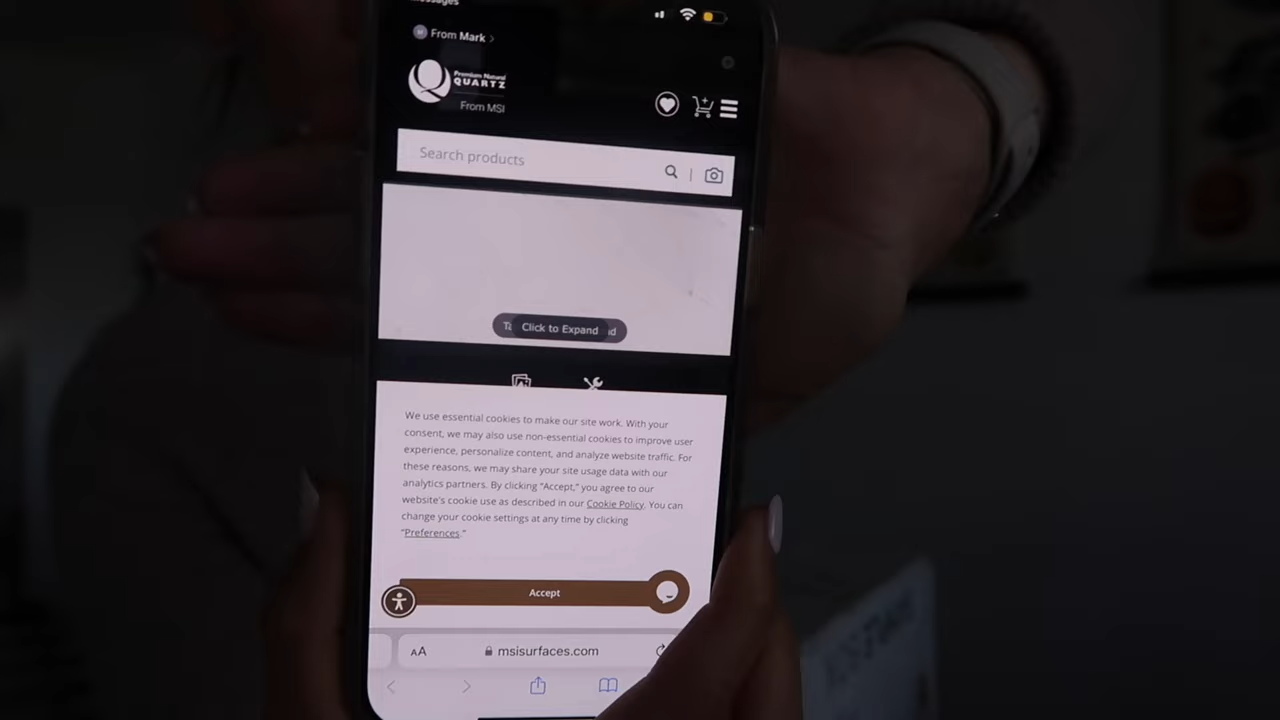 From Mark >
Premium Natural
QUARTZ
From MSI
Search products
Click to Expand
We use essential cookies to make our site work. With your
consent, we may also use non-essential cookies to improve user
experience, personalize content, and analyze website traffic. For
these reasons, we may share your site usage data with our
analytics partners. By clicking “Accept,” you agree to our
website's cookie use as described in our Cookie Policy. You can
change your cookie settings at any time by clicking
“Preferences.”
Accept
AA
msisurfaces.com